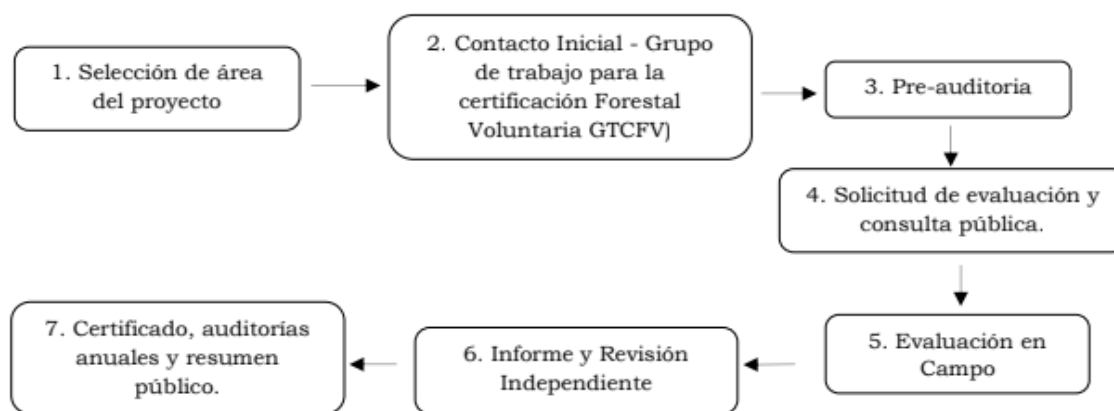 1. Selección de área
del proyecto
2. Contacto Inicial - Grupo
de trabajo para la
certificación Forestal
Voluntaria GTCFV)
3. Pre-auditoria
4. Solicitud de evaluación y
consulta pública.
5. Evaluación en
Campo
6. Informe y Revisión
Independiente
7. Certificado, auditorías
anuales y resumen
público.